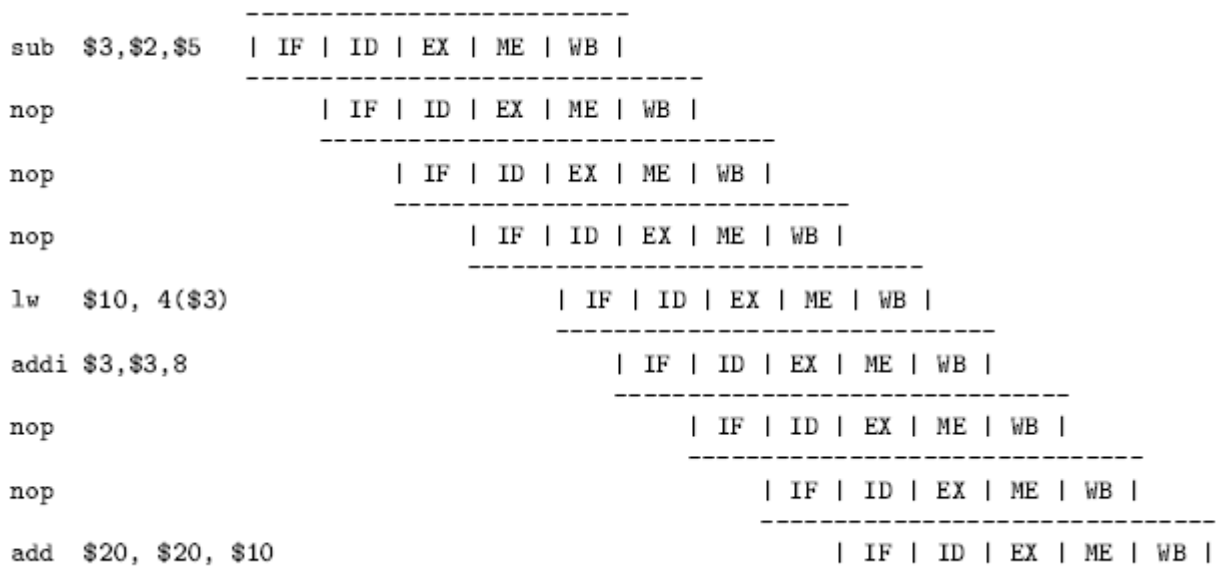 sub $3,$2,$5 | IF | ID | EX | ME | WB |
nop | IF | ID | EX | ME | WB |
nop | IF | ID | EX | ME | WB |
nop | IF | ID | EX | ME | WB |
lw $10, 4($3) | IF | ID | EX | ME | WB |
addi $3,$3,8 | IF | ID | EX | ME | WB |
nop | IF | ID | EX | ME | WB |
nop | IF | ID | EX | ME | WB |
add $20, $20, $10 | IF | ID | EX | ME | WB |